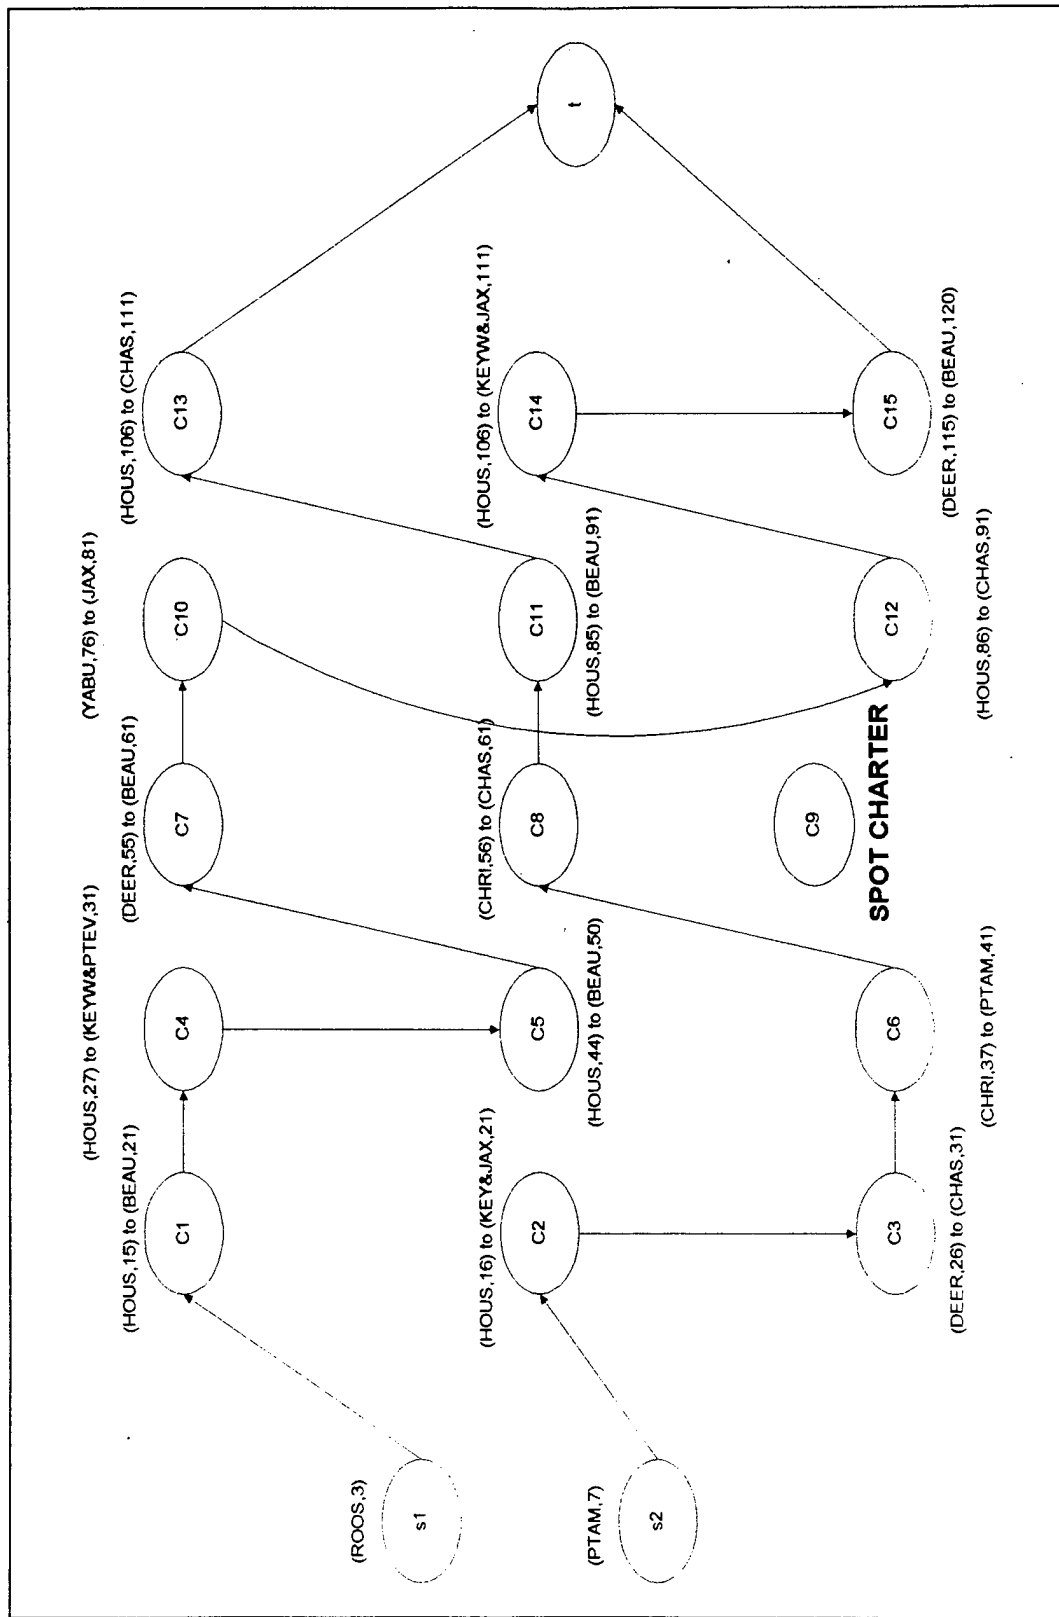 (HOUS,27) to (KEYW&PTEV,31)
(YABU,76) to (JAX,81)
(HOUS,15) to (BEAU,21)
(DEER,55) to (BEAU,61)
(HOUS,106) to (CHAS,111)
C1
C4
C7
C10
C13
(ROOS,3)
s1
(HOUS,16) to (KEY&JAX,21)
(CHRI,56) to (CHAS,61)
(HOUS,106) to (KEYW&JAX,111)
C2
C5
C8
C11
C14
t
(PTAM,7)
(HOUS,44) to (BEAU,50)
(HOUS,85) to (BEAU,91)
s2
C9
SPOT CHARTER
C3
C6
C12
C15
(DEER,26) to (CHAS,31)
(DEER,115) to (BEAU,120)
(CHRI,37) to (PTAM,41)
(HOUS,86) to (CHAS,91)